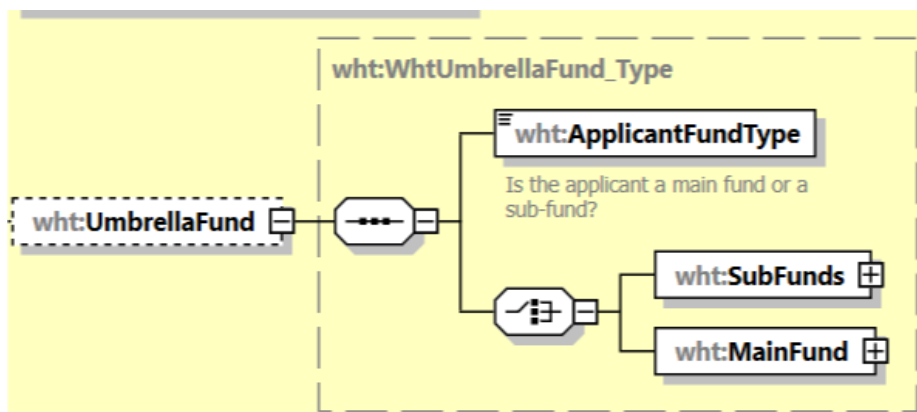 wht:WhtUmbrellaFund_Type
wht:ApplicantFundType
Is the applicant a main fund or a
sub-fund?
wht:UmbrellaFund
wht:SubFunds
wht:MainFund